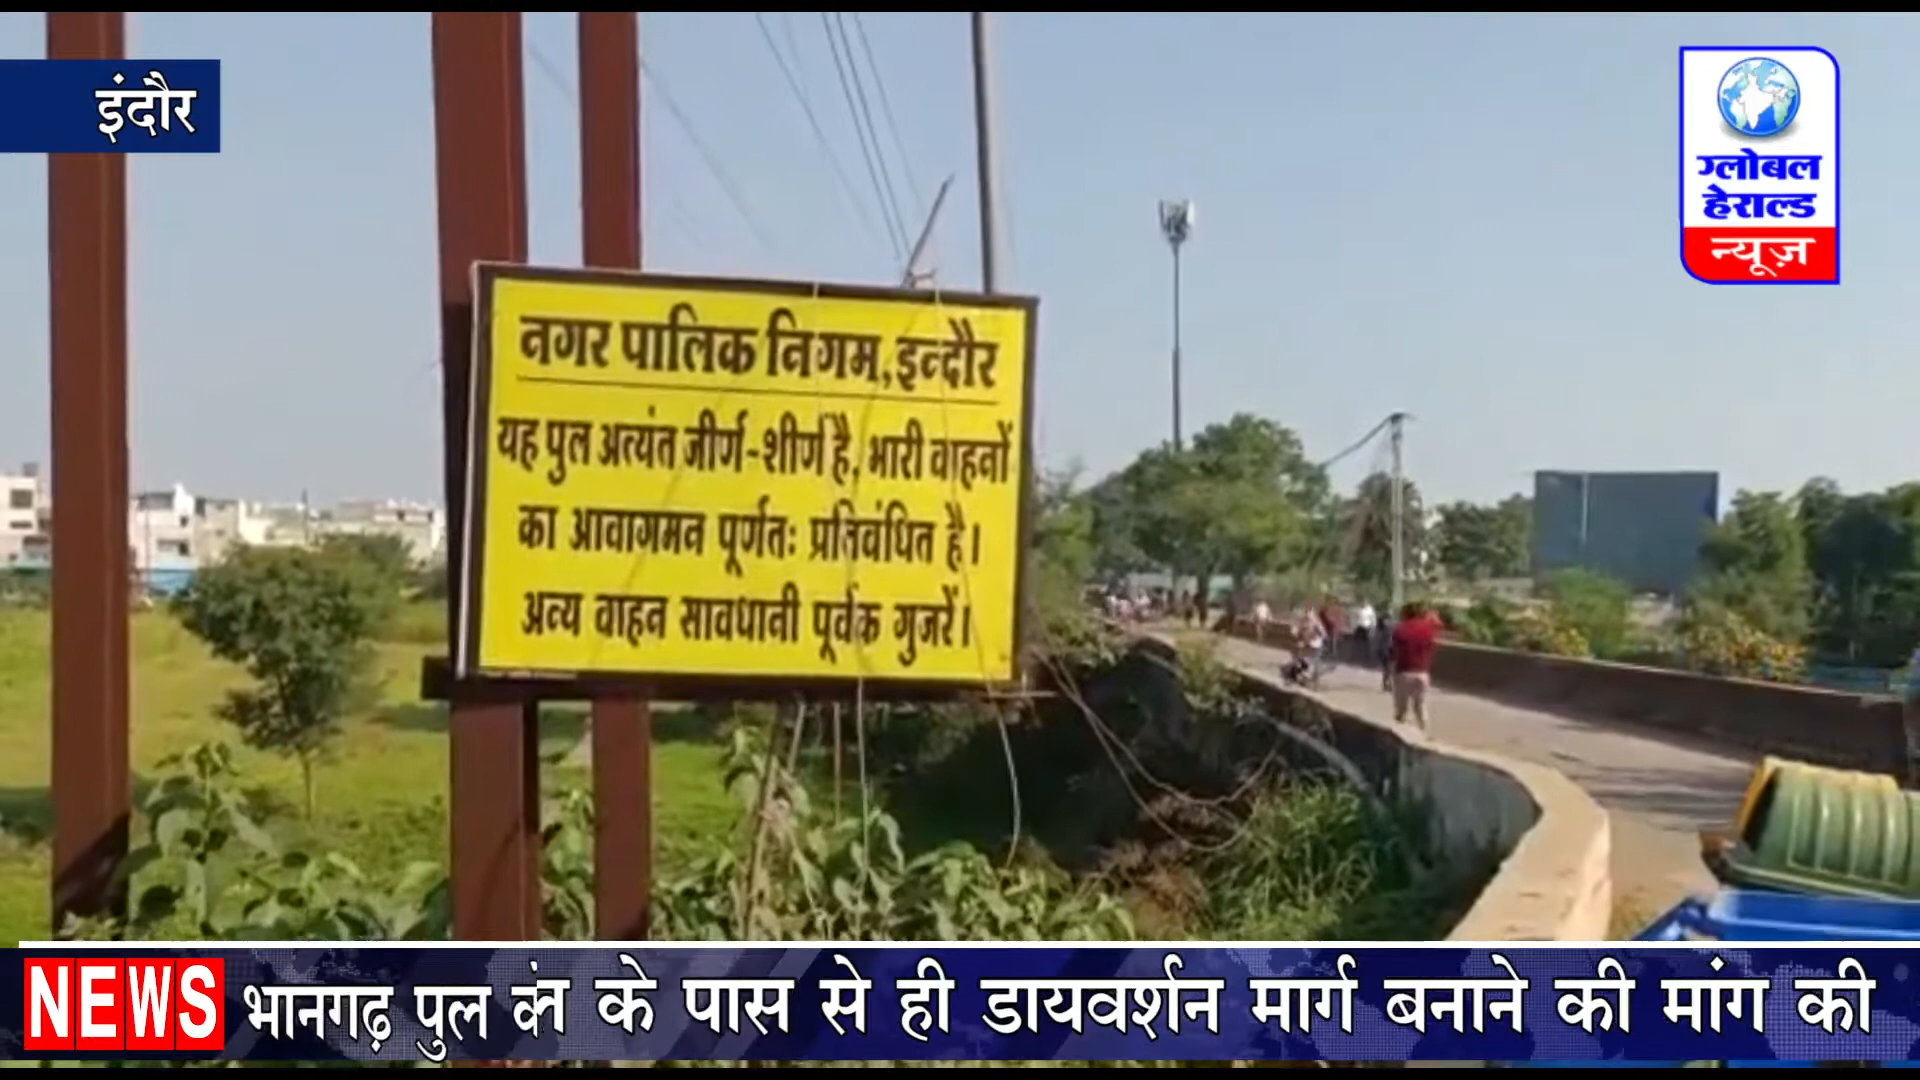 इंदौर
ग्लोबल
हेराल्ड
न्यूज़
नगर पालिक निगम, इन्दौर
यह पुल अत्यंत जीर्ण-शीर्ण है, भारी वाहनों
का आवागमन पूर्णतः प्रतिबंधित है।
अन्य वाहन सावधानी पूर्वक गुजरें।
NEWS
भानगढ़ पुल के पास से ही डायवर्शन मार्ग बनाने की मांग की